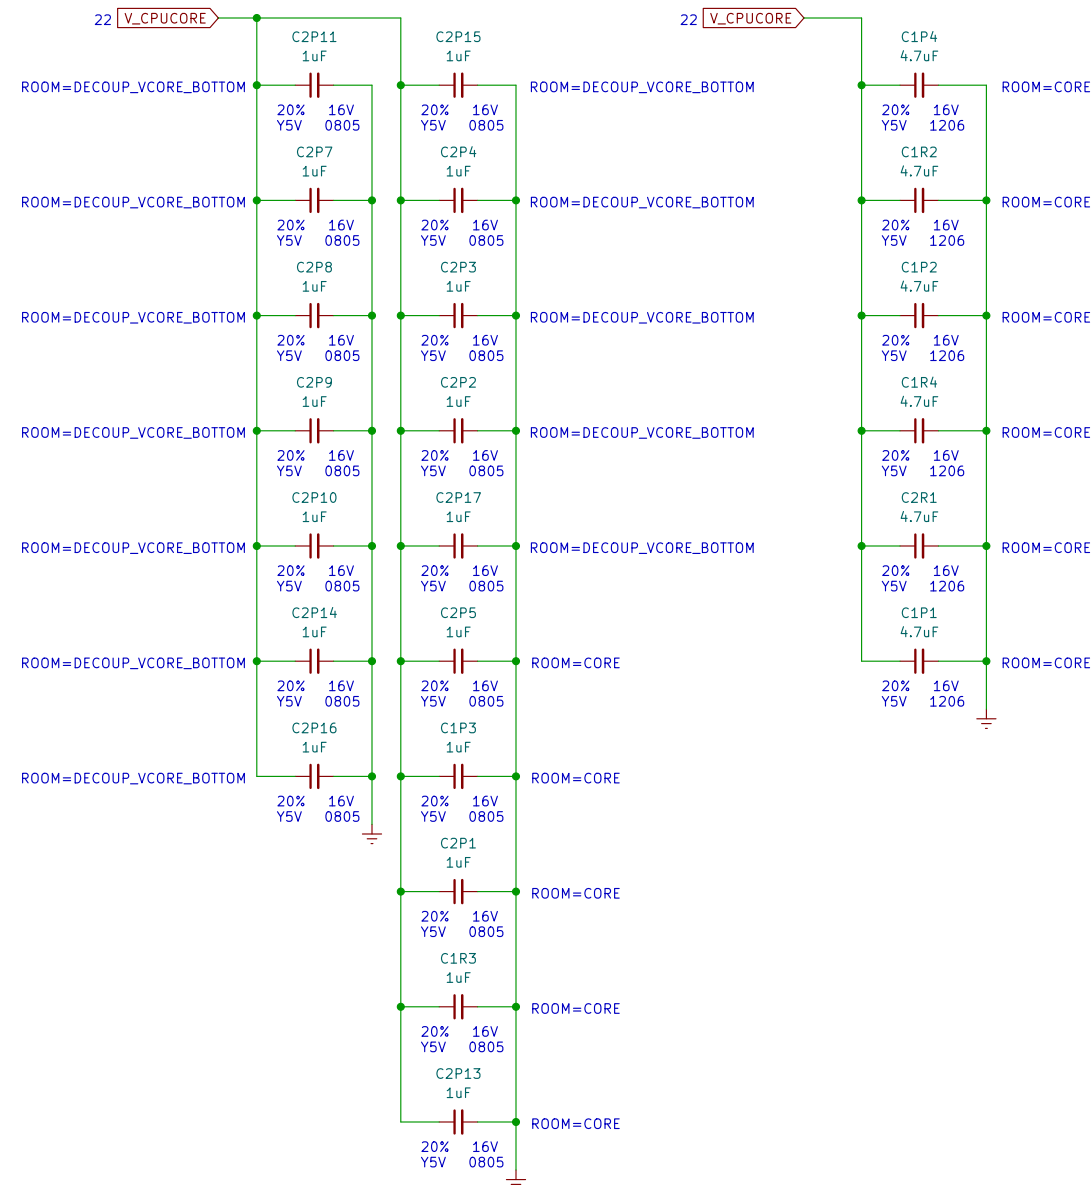 22 V_CPUCORE 22 V_CPUCORE
C2P11 C2P15 C1P4
1uF 1uF 4.7uF
ROOM=DECOUP_VCORE_BOTTOM ROOM=DECOUP_VCORE_BOTTOM ROOM=CORE
20% 16V 20% 16V 20% 16V
Y5V 0805 Y5V 0805 Y5V 1206
C2P7 C2P4 C1R2
1uF 1uF 4.7uF
ROOM=DECOUP_VCORE_BOTTOM ROOM=DECOUP_VCORE_BOTTOM ROOM=CORE
20% 16V 20% 16V 20% 16V
Y5V 0805 Y5V 0805 Y5V 1206
C2P8 C2P3 C1P2
1uF 1uF 4.7uF
ROOM=DECOUP_VCORE_BOTTOM ROOM=DECOUP_VCORE_BOTTOM ROOM=CORE
20% 16V 20% 16V 20% 16V
Y5V 0805 Y5V 0805 Y5V 1206
C2P9 C2P2 C1R4
1uF 1uF 4.7uF
ROOM=DECOUP_VCORE_BOTTOM ROOM=DECOUP_VCORE_BOTTOM ROOM=CORE
20% 16V 20% 16V 20% 16V
Y5V 0805 Y5V 0805 Y5V 1206
C2P10 C2P17 C2R1
1uF 1uF 4.7uF
ROOM=DECOUP_VCORE_BOTTOM ROOM=DECOUP_VCORE_BOTTOM ROOM=CORE
20% 16V 20% 16V 20% 16V
Y5V 0805 Y5V 0805 Y5V 1206
C2P14 C2P5 C1P1
1uF 1uF 4.7uF
ROOM=DECOUP_VCORE_BOTTOM ROOM=CORE ROOM=CORE
20% 16V 20% 16V 20% 16V
Y5V 0805 Y5V 0805 Y5V 1206
C2P16 C1P3
1uF 1uF
ROOM=DECOUP_VCORE_BOTTOM ROOM=CORE
20% 16V 20% 16V
Y5V 0805 Y5V 0805
C2P1
1uF
ROOM=CORE
20% 16V
Y5V 0805
C1R3
1uF
ROOM=CORE
20% 16V
Y5V 0805
C2P13
1uF
ROOM=CORE
20% 16V
Y5V 0805